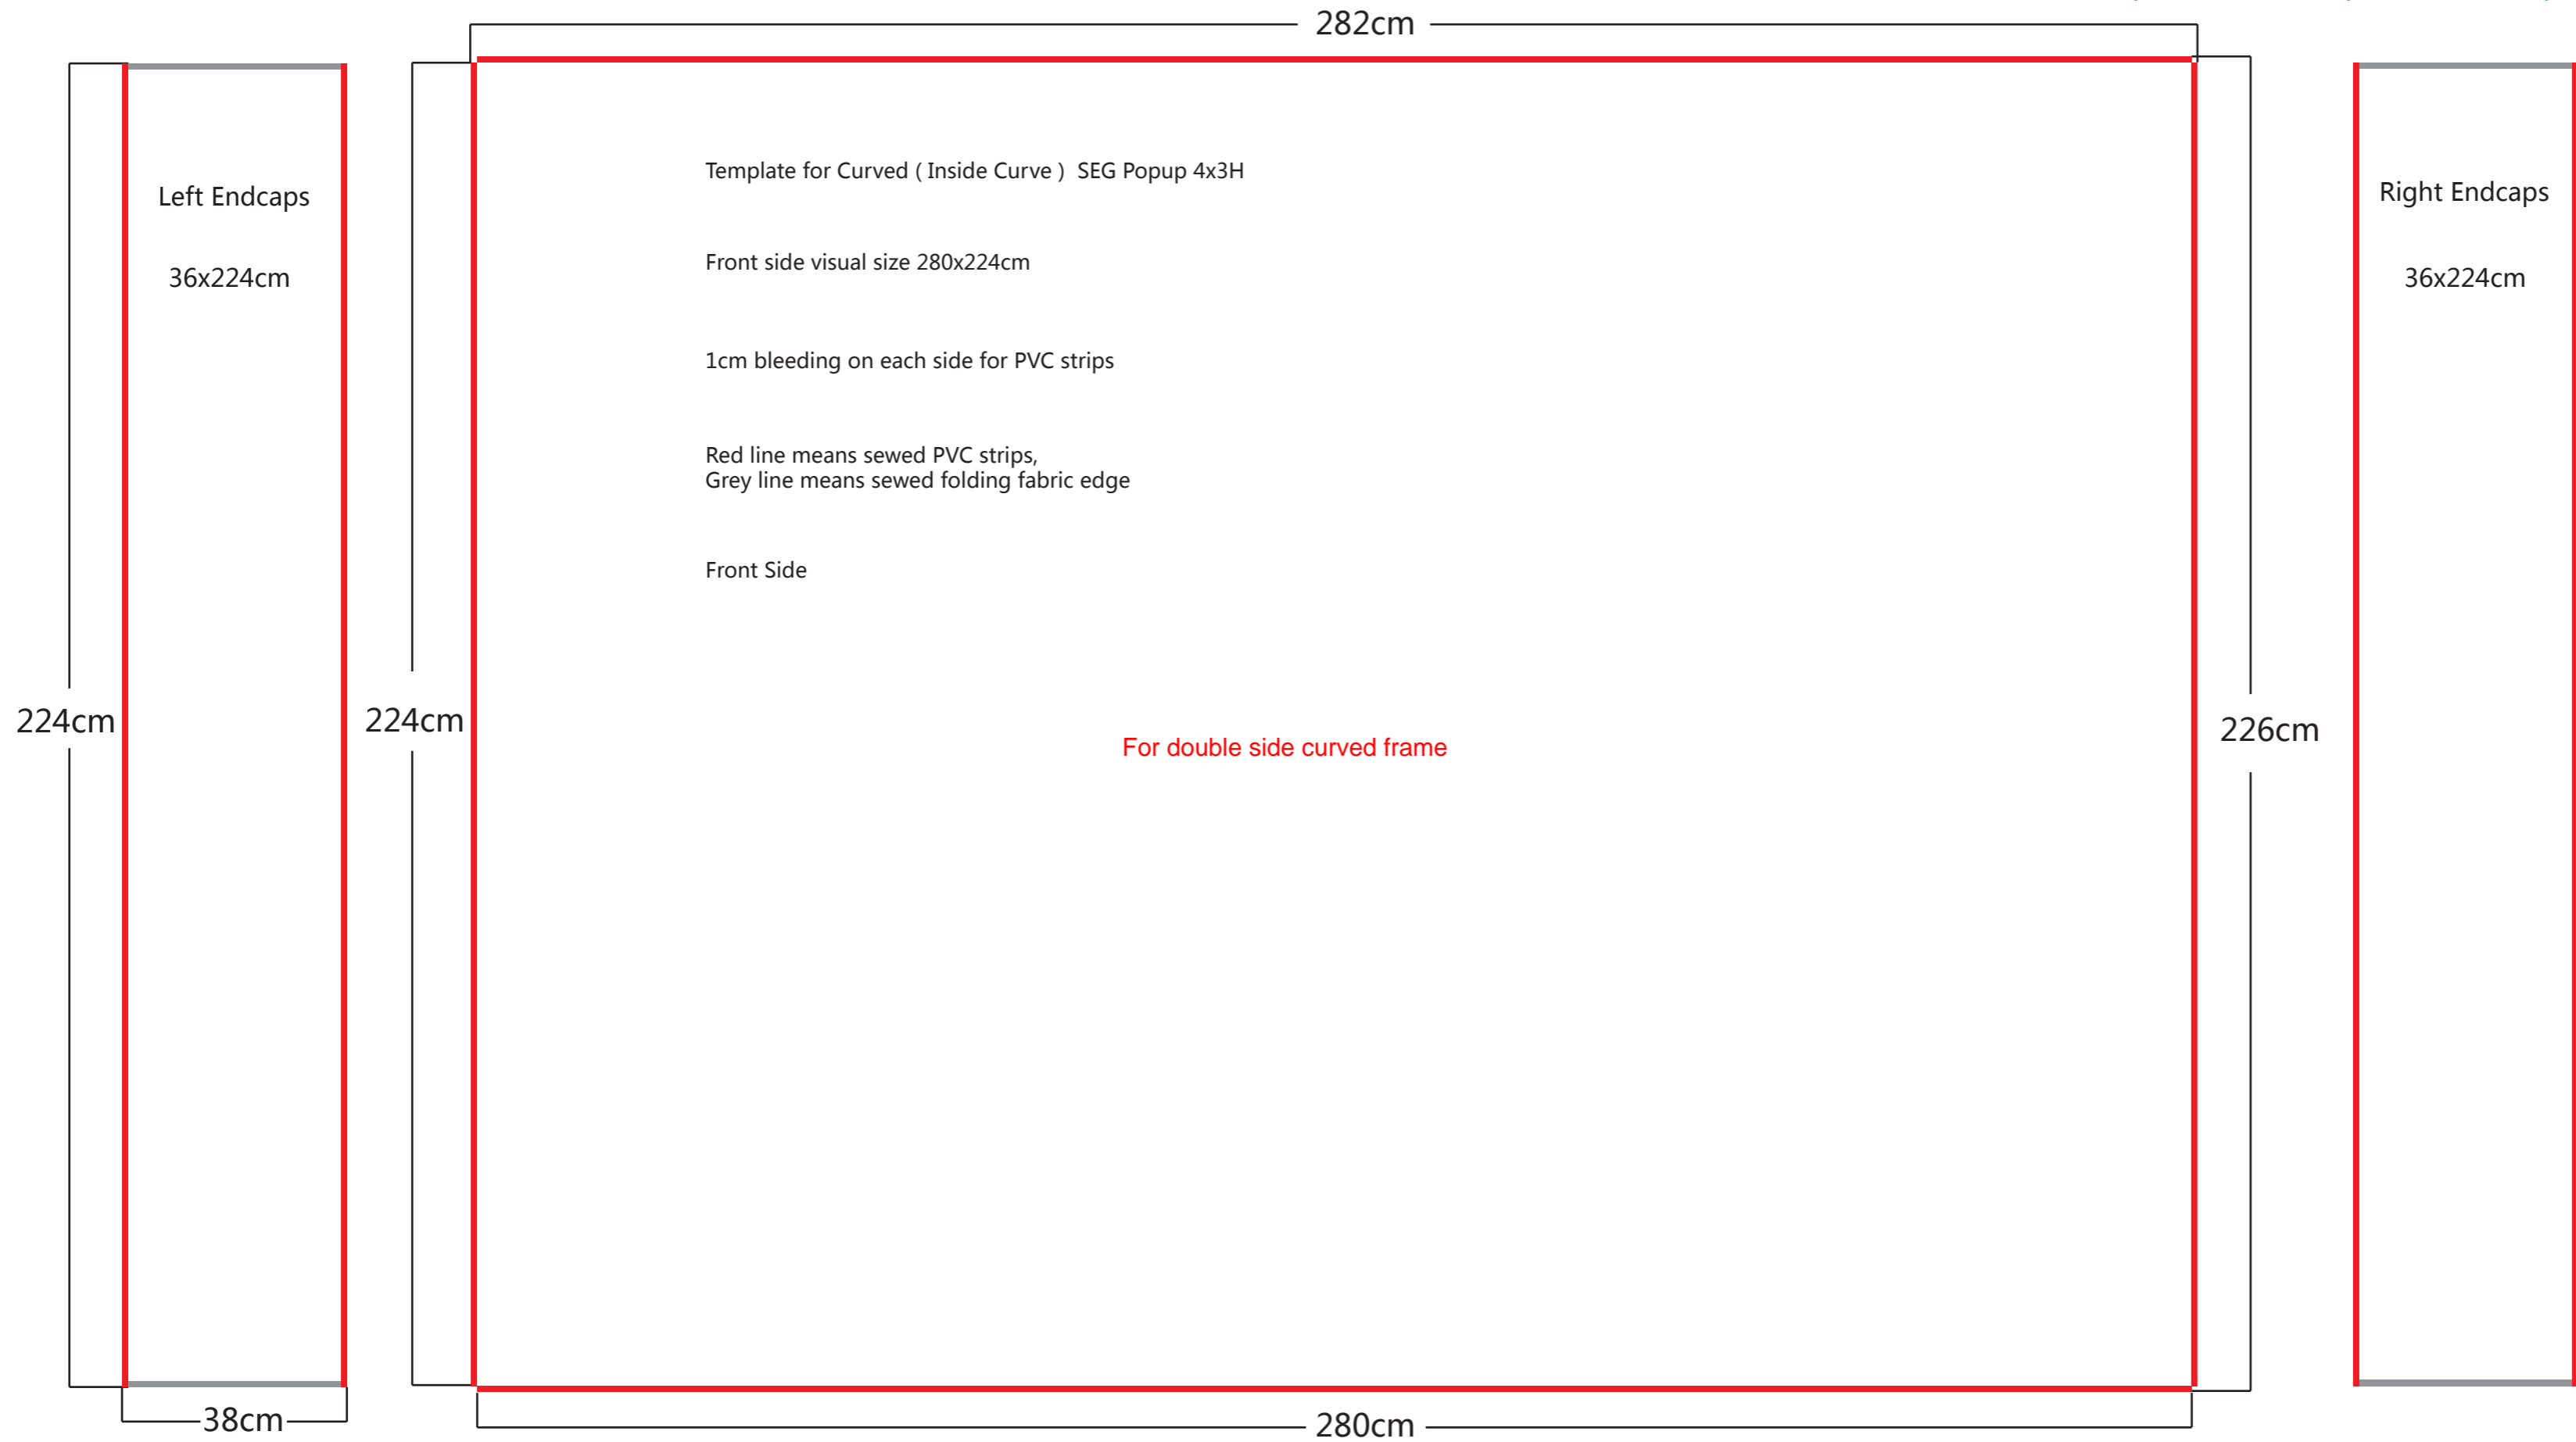 282cm
Template for Curved ( Inside Curve ) SEG Popup 4x3H
Left Endcaps
Right Endcaps
Front side visual size 280x224cm
36x224cm
36x224cm
1cm bleeding on each side for PVC strips
Red line means sewed PVC strips,
Grey line means sewed folding fabric edge
Front Side
224cm
224cm
226cm
For double side curved frame
38cm
280cm